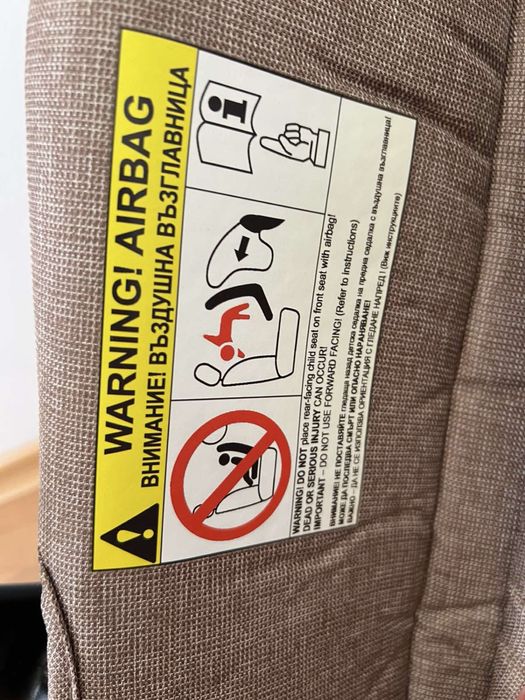 WARNING! AIRBAG
ВНИМАНИЕ! ВЪЗДУШНА ВЪЗГЛАВНИЦА
WARNING! DO NOT place rear-facing child seat on front seat with airbag!
DEAD OR SERIOUS INJURY CAN OCCUR!
IMPORTANT – DO NOT USE FORWARD FACING! (Refer to instructions)
ВНИМАНИЕ! НЕ ПОСТАВЯЙТЕ гледаща назад детска седалка на предна седалка с въздушна възглавница!
МОЖЕ ДА ПОСЛЕДВА СМЪРТ ИЛИ ОПАСНО НАРАНЯВАНЕ!
ВАЖНО – ДА НЕ СЕ ИЗПОЛЗВА ОРИЕНТАЦИЯ С ГЛЕДАНЕ НАПРЕД ! (Виж инструкциите)